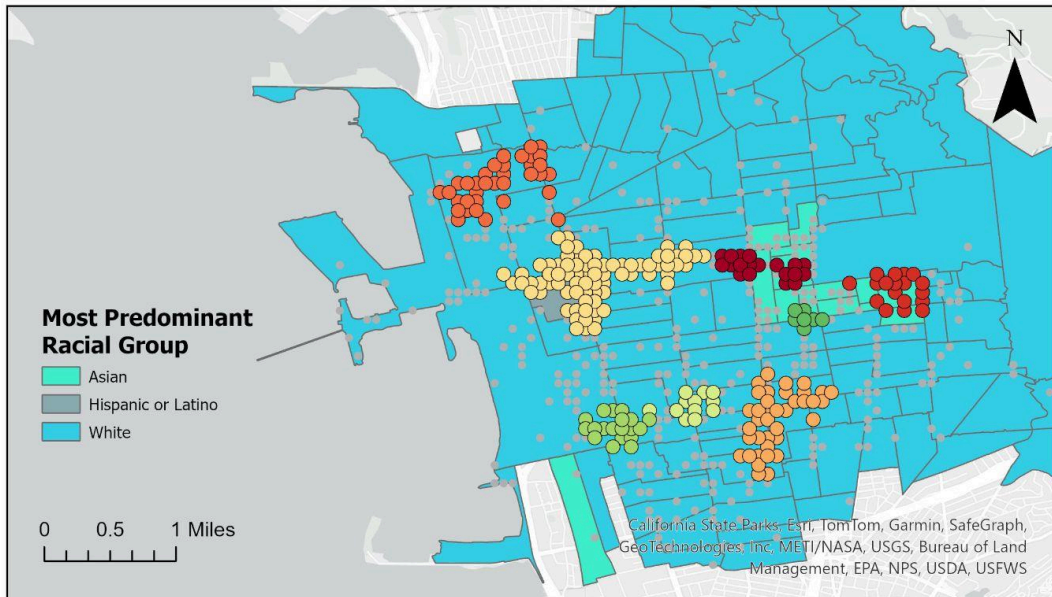 N
Most Predominant
Racial Group
Asian
Hispanic or Latino
White
0 0.5 1 Miles
California State Parks, Esri, TomTom, Garmin, SafeGraph,
GeoTechnologies, Inc, METI/NASA, USGS, Bureau of Land
Management, EPA, NPS, USDA, USFWS